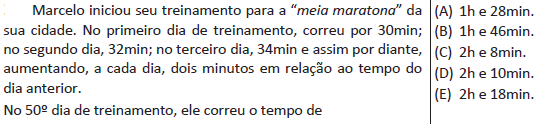 Marcelo iniciou seu treinamento para a “meia maratona” da
sua cidade. No primeiro dia de treinamento, correu por 30min;
no segundo dia, 32min; no terceiro dia, 34min e assim por diante,
aumentando, a cada dia, dois minutos em relação ao tempo do
dia anterior.
No 50º dia de treinamento, ele correu o tempo de
(A) 1h e 28min.
(B) 1h e 46min.
(C) 2h e 8min.
(D) 2h e 10min.
(E) 2h e 18min.